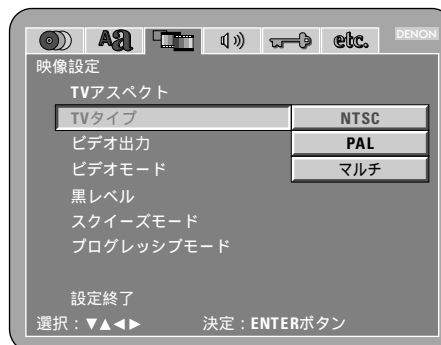 Aa etc. DENON
映像設定
TVアスペクト
TVタイプ NTSC
ビデオ出力 PAL
ビデオモード マルチ
黒レベル
スクイーズモード
プログレッシブモード
設定終了
選択：▼▲◀▶ 決定：ENTERボタン